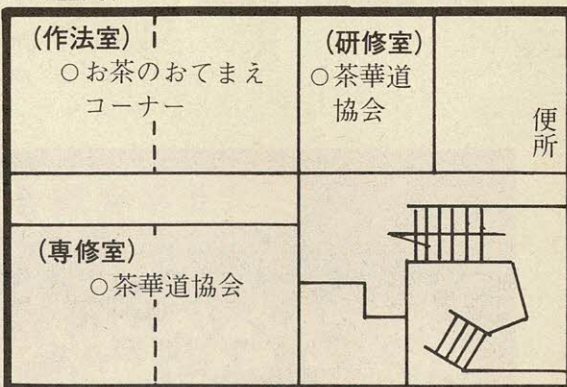 (作法室)
○お茶のおてまえ
コーナー
(研修室)
○茶華道
協会
便所
(専修室)
○茶華道協会